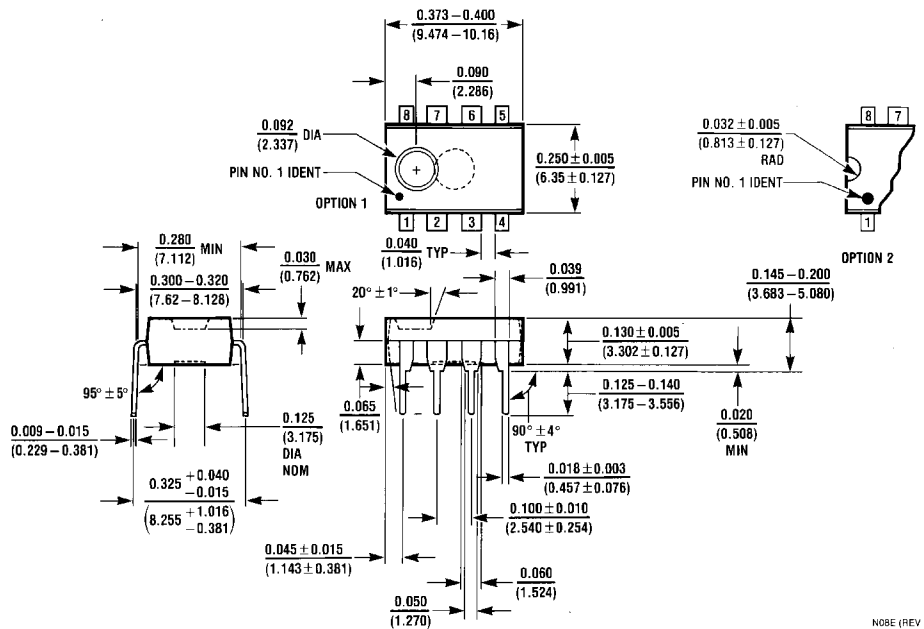 0.373 – 0.400
(9.474 – 10.16)
0.090
(2.286)
8 7 6 5
0.092 DIA
(2.337)
PIN NO. 1 IDENT
OPTION 1
+
1 2 3 4
0.250 ± 0.005
(6.35 ± 0.127)
8 7
0.032 ± 0.005
(0.813 ± 0.127)
RAD
PIN NO. 1 IDENT
1
OPTION 2
0.280 MIN
(7.112)
0.300 – 0.320
(7.62 – 8.128)
0.030 MAX
(0.762)
0.040 TYP
(1.016)
0.039
(0.991)
20° ± 1°
0.145 – 0.200
(3.683 – 5.080)
0.130 ± 0.005
(3.302 ± 0.127)
95° ± 5°
0.009 – 0.015
(0.229 – 0.381)
0.125
(3.175)
DIA
NOM
0.065
(1.651)
90° ± 4°
TYP
0.125 – 0.140
(3.175 – 3.556)
0.020
(0.508)
MIN
0.018 ± 0.003
(0.457 ± 0.076)
0.325 +0.040
–0.015
(8.255 +1.016
–0.381)
0.100 ± 0.010
(2.540 ± 0.254)
0.045 ± 0.015
(1.143 ± 0.381)
0.060
(1.524)
0.050
(1.270)
N08E (REV